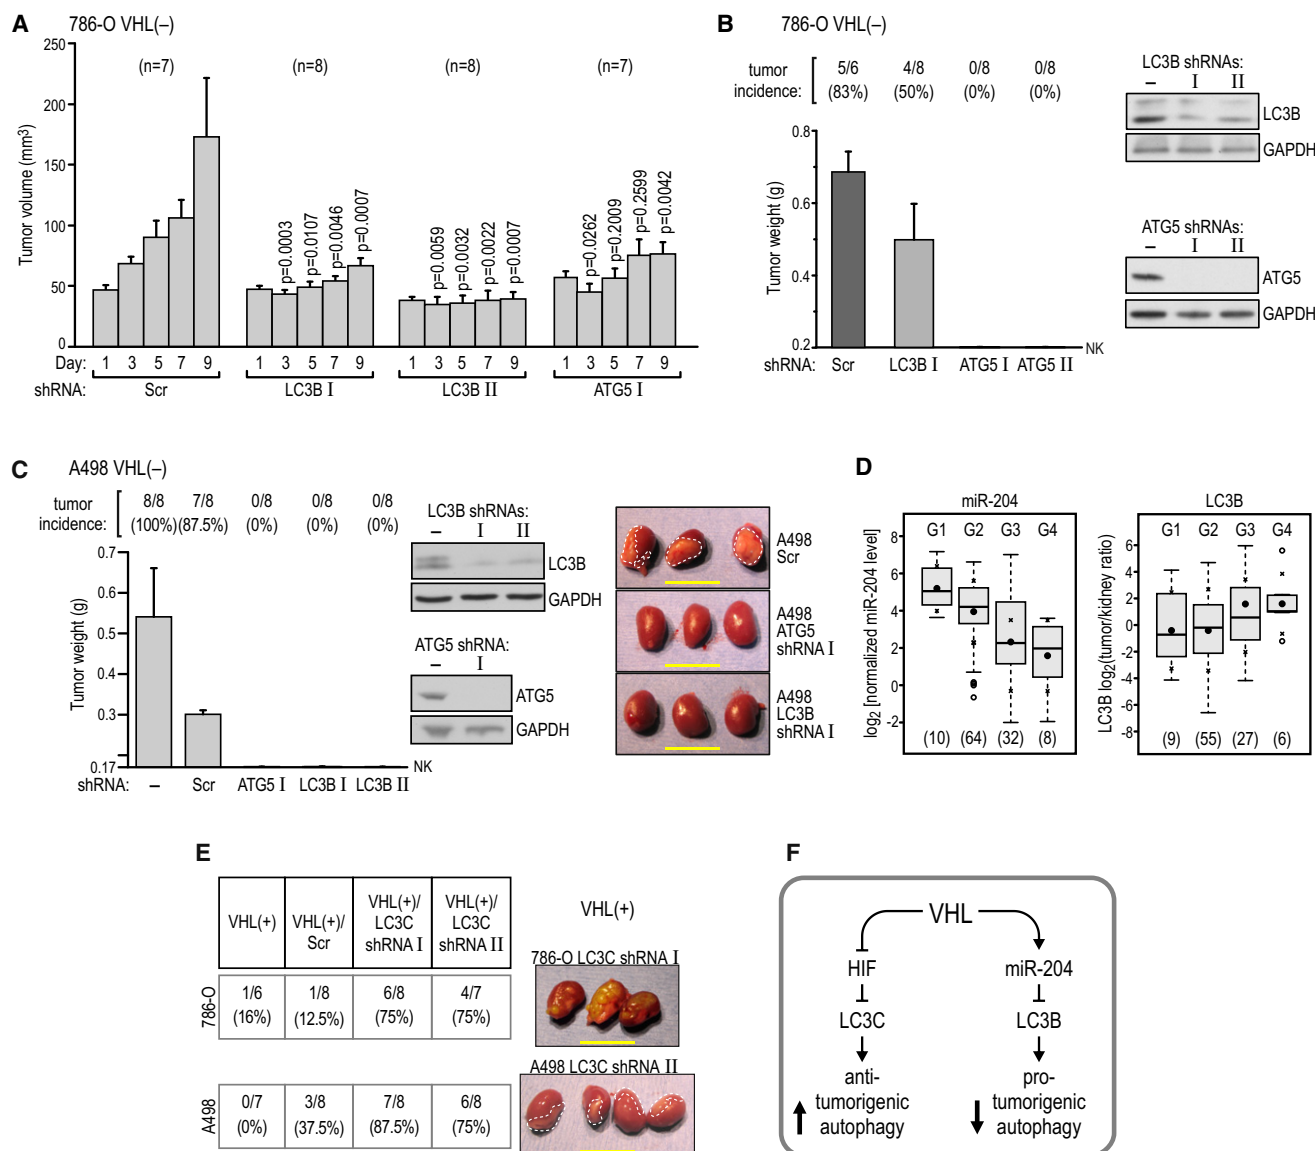 A
786-O VHL(–)
(n=7) (n=8) (n=8) (n=7)
Tumor volume (mm³)
250
200
150
100
50
0
p=0.0003 p=0.0107 p=0.0046 p=0.0007
p=0.0059 p=0.0032 p=0.0022 p=0.0007
p=0.0262 p=0.2009 p=0.2599 p=0.0042
Day: 1 3 5 7 9 1 3 5 7 9 1 3 5 7 9 1 3 5 7 9
shRNA: Scr LC3B I LC3B II ATG5 I
B
786-O VHL(–)
tumor incidence: 5/6 4/8 0/8 0/8
(83%) (50%) (0%) (0%)
Tumor weight (g)
0.8
0.6
0.4
0.2
NK
shRNA: Scr LC3B I ATG5 I ATG5 II
LC3B shRNAs:
– I II
LC3B
GAPDH
ATG5 shRNAs:
– I II
ATG5
GAPDH
C
A498 VHL(–)
tumor incidence: 8/8 7/8 0/8 0/8 0/8
(100%) (87.5%) (0%) (0%) (0%)
Tumor weight (g)
0.7
0.6
0.5
0.4
0.3
0.17
NK
shRNA: – Scr ATG5 I LC3B I LC3B II
LC3B shRNAs:
– I II
LC3B
GAPDH
ATG5 shRNA:
– I
ATG5
GAPDH
A498
Scr
A498
ATG5
shRNA I
A498
LC3B
shRNA I
D
miR-204
G1 G2 G3 G4
log₂ [normalized miR-204 level]
8
6
4
2
0
-2
(10) (64) (32) (8)
LC3B
G1 G2 G3 G4
LC3B log₂(tumor/kidney ratio)
6
4
2
0
-2
-4
-6
-8
(9) (55) (27) (6)
E
VHL(+)
VHL(+)/
Scr
VHL(+)/
LC3C
shRNA I
VHL(+)/
LC3C
shRNA II
786-O
1/6 1/8 6/8 4/7
(16%) (12.5%) (75%) (75%)
A498
0/7 3/8 7/8 6/8
(0%) (37.5%) (87.5%) (75%)
VHL(+)
786-O LC3C shRNA I
A498 LC3C shRNA II
F
VHL
HIF miR-204
LC3C LC3B
anti-
tumorigenic
autophagy
pro-
tumorigenic
autophagy